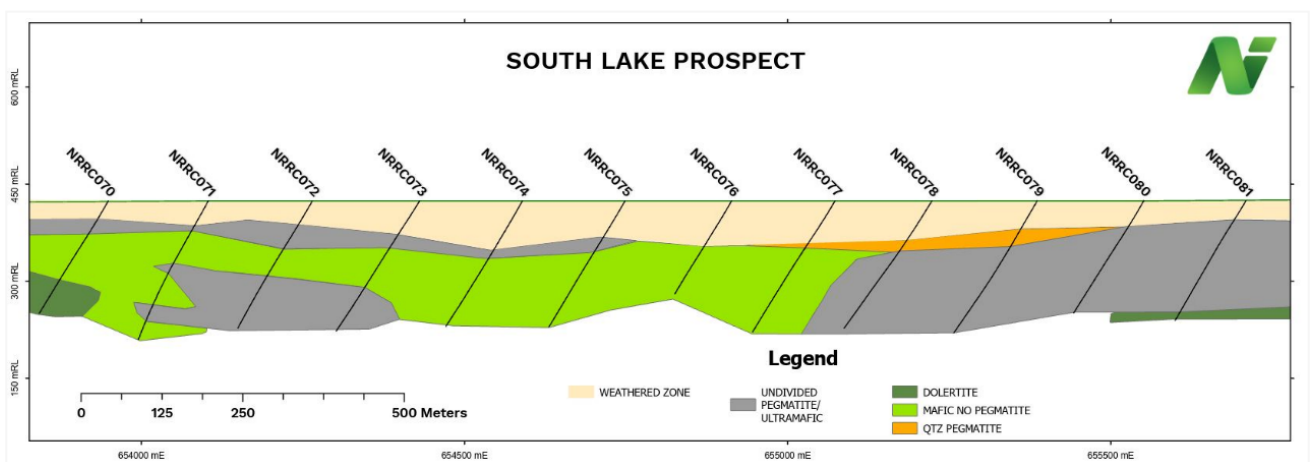 SOUTH LAKE PROSPECT
600 mRL
450 mRL
300 mRL
150 mRL
NRRC070
NRRC071
NRRC072
NRRC073
NRRC074
NRRC075
NRRC076
NRRC077
NRRC078
NRRC079
NRRC080
NRRC081
Legend
WEATHERED ZONE
UNDIVIDED
PEGMATITE/
ULTRAMAFIC
DOLERTITE
MAFIC NO PEGMATITE
QTZ PEGMATITE
0 125 250 500 Meters
654000 mE 654500 mE 655000 mE 655500 mE